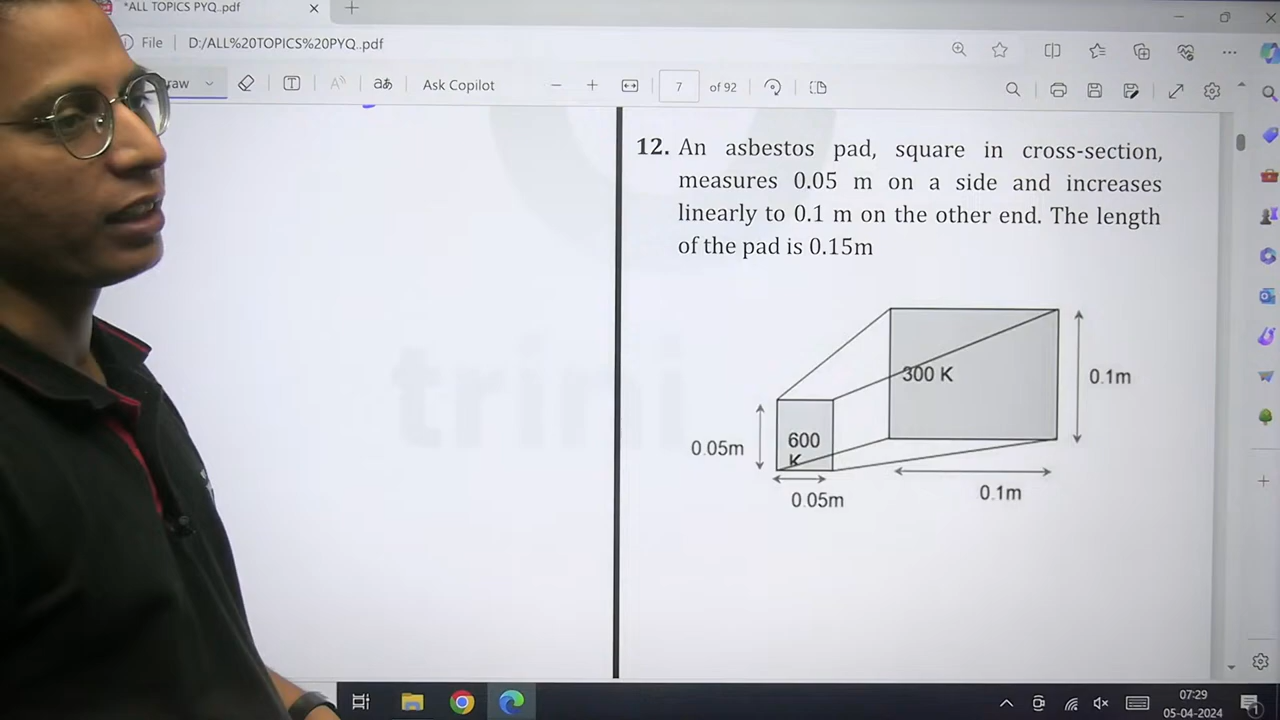 *ALL TOPICS PYQ..pdf
File
D:/ALL%20TOPICS%20PYQ..pdf
raw
Ask Copilot
7
of 92
12. An asbestos pad, square in cross-section,
measures 0.05 m on a side and increases
linearly to 0.1 m on the other end. The length
of the pad is 0.15m
300 K
0.1m
600
K
0.05m
0.05m
0.1m
07:29
05-04-2024